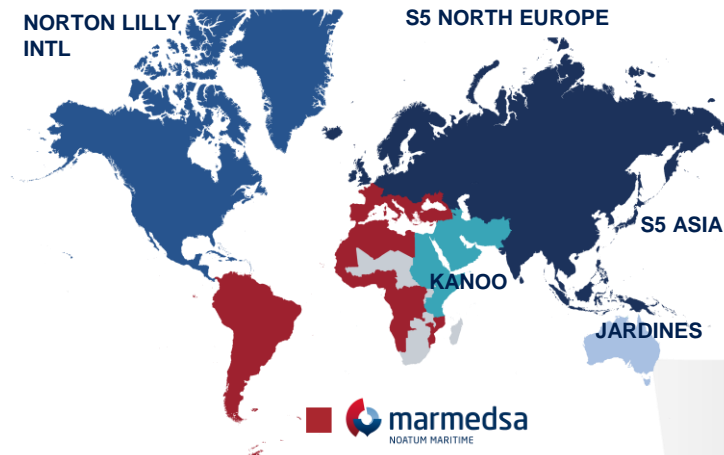 NORTON LILLY
INTL
S5 NORTH EUROPE
S5 ASIA
KANOO
JARDINES
marmedsa
NOATUM MARITIME